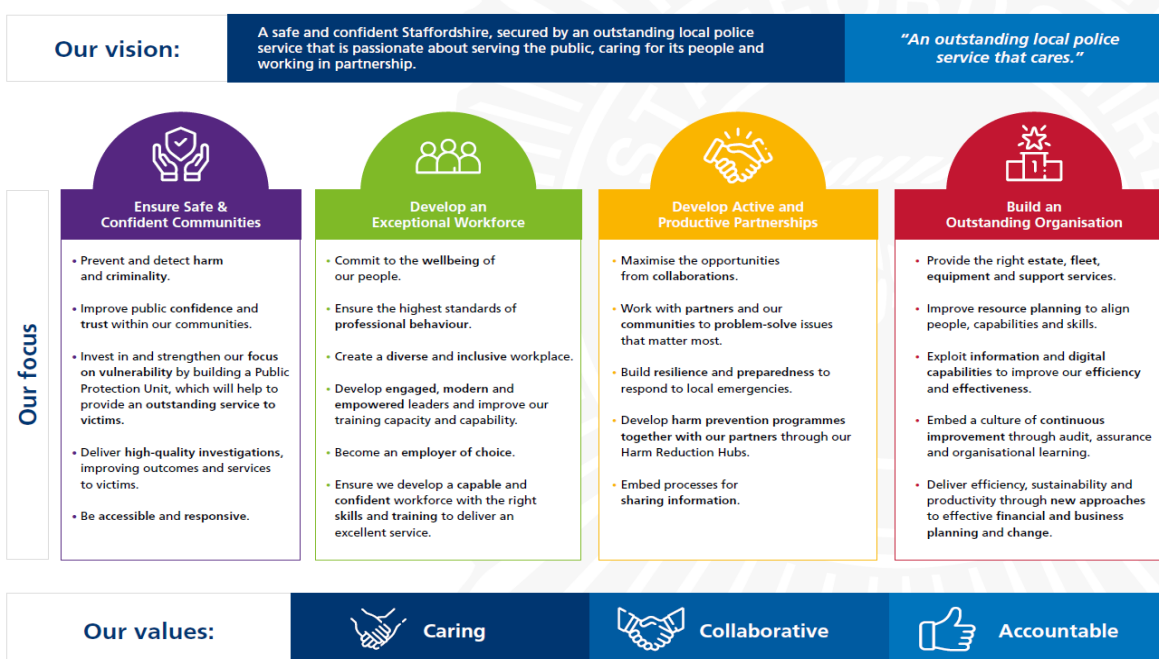 Our vision:
A safe and confident Staffordshire, secured by an outstanding local police
service that is passionate about serving the public, caring for its people and
working in partnership.
“An outstanding local police
service that cares.”
Our focus
Ensure Safe &
Confident Communities
• Prevent and detect harm
and criminality.
• Improve public confidence and
trust within our communities.
• Invest in and strengthen our focus
on vulnerability by building a Public
Protection Unit, which will help to
provide an outstanding service to
victims.
• Deliver high-quality investigations,
improving outcomes and services
to victims.
• Be accessible and responsive.
Develop an
Exceptional Workforce
• Commit to the wellbeing of
our people.
• Ensure the highest standards of
professional behaviour.
• Create a diverse and inclusive workplace.
• Develop engaged, modern and
empowered leaders and improve our
training capacity and capability.
• Become an employer of choice.
• Ensure we develop a capable and
confident workforce with the right
skills and training to deliver an
excellent service.
Develop Active and
Productive Partnerships
• Maximise the opportunities
from collaborations.
• Work with partners and our
communities to problem-solve issues
that matter most.
• Build resilience and preparedness to
respond to local emergencies.
• Develop harm prevention programmes
together with our partners through our
Harm Reduction Hubs.
• Embed processes for
sharing information.
1
Build an
Outstanding Organisation
• Provide the right estate, fleet,
equipment and support services.
• Improve resource planning to align
people, capabilities and skills.
• Exploit information and digital
capabilities to improve our efficiency
and effectiveness.
• Embed a culture of continuous
improvement through audit, assurance
and organisational learning.
• Deliver efficiency, sustainability and
productivity through new approaches
to effective financial and business
planning and change.
Our values:
Caring
Collaborative
Accountable